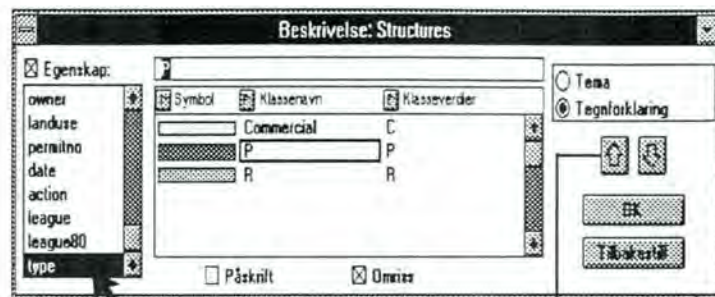 Beskrivelse: Structures
Egenskap:
P
Tema
Tegnforklaring
owner
landuse
permitno
date
action
league
league80
type
Symbol Klassenavn Klasseverdier
Commercial C
P P
R R
OK
Tilbakestill
Påskrift Omriss